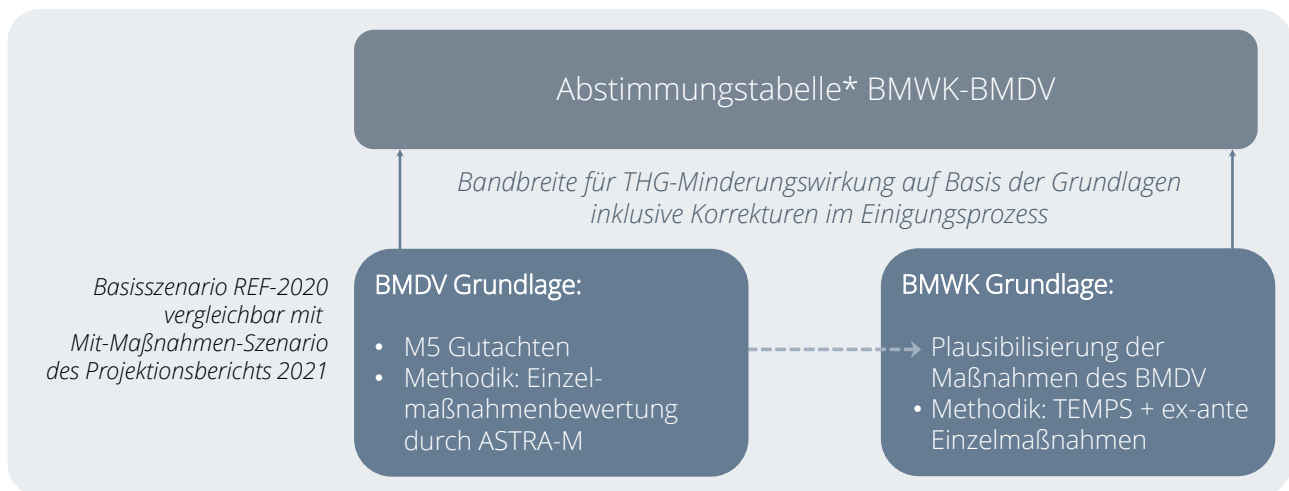 Abstimmungstabelle* BMWK-BMDV
Bandbreite für THG-Minderungswirkung auf Basis der Grundlagen
inklusive Korrekturen im Einigungsprozess
Basisszenario REF-2020
vergleichbar mit
Mit-Maßnahmen-Szenario
des Projektionsberichts 2021
BMDV Grundlage:
• M5 Gutachten
• Methodik: Einzel-
maßnahmenbewertung
durch ASTRA-M
BMWK Grundlage:
Plausibilisierung der
Maßnahmen des BMDV
• Methodik: TEMPS + ex-ante
Einzelmaßnahmen